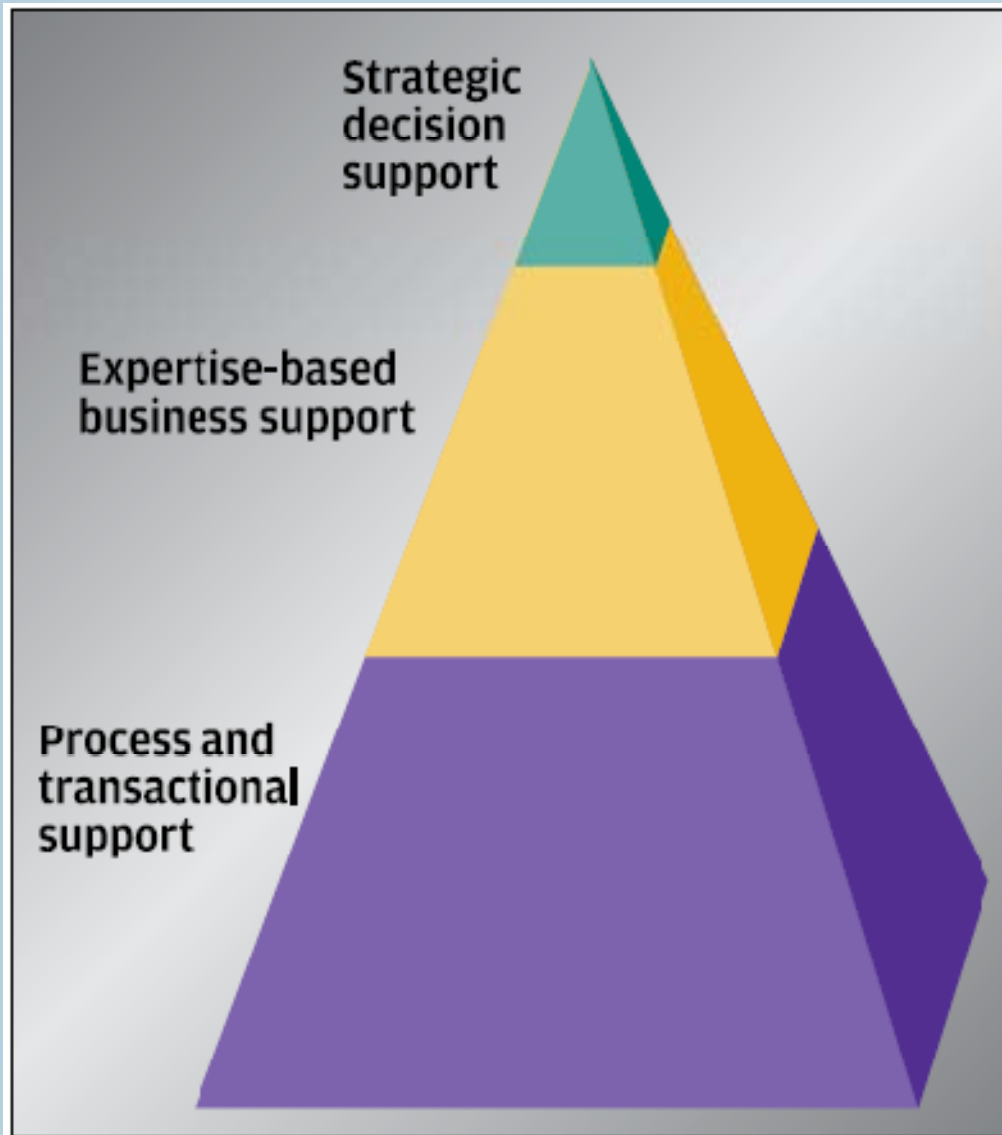 Strategic
decision
support
Expertise-based
business support
Process and
transactional
support